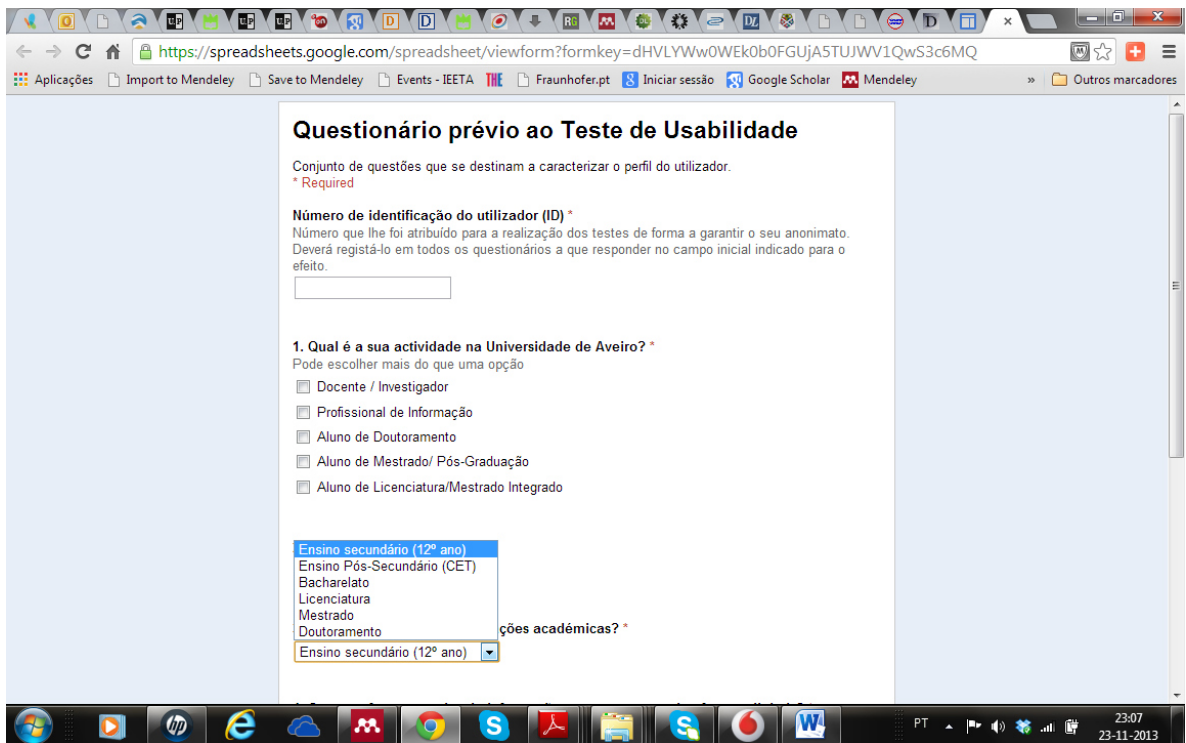 https://spreadsheets.google.com/spreadsheet/viewform?formkey=dHVLYWw0WEk0b0FGUjA5TUJWV1QwS3c6MQ
Aplicações Import to Mendeley Save to Mendeley Events - IEETA THE Fraunhofer.pt Iniciar sessão Google Scholar Mendeley » Outros marcadores
Questionário prévio ao Teste de Usabilidade
Conjunto de questões que se destinam a caracterizar o perfil do utilizador.
* Required
Número de identificação do utilizador (ID) *
Número que lhe foi atribuído para a realização dos testes de forma a garantir o seu anonimato.
Deverá registá-lo em todos os questionários a que responder no campo inicial indicado para o
efeito.
1. Qual é a sua actividade na Universidade de Aveiro? *
Pode escolher mais do que uma opção
Docente / Investigador
Profissional de Informação
Aluno de Doutoramento
Aluno de Mestrado/ Pós-Graduação
Aluno de Licenciatura/Mestrado Integrado
Ensino secundário (12º ano)
Ensino Pós-Secundário (CET)
Bacharelato
Licenciatura
Mestrado
Doutoramento
ções académicas? *
Ensino secundário (12º ano)
PT
23:07
23-11-2013